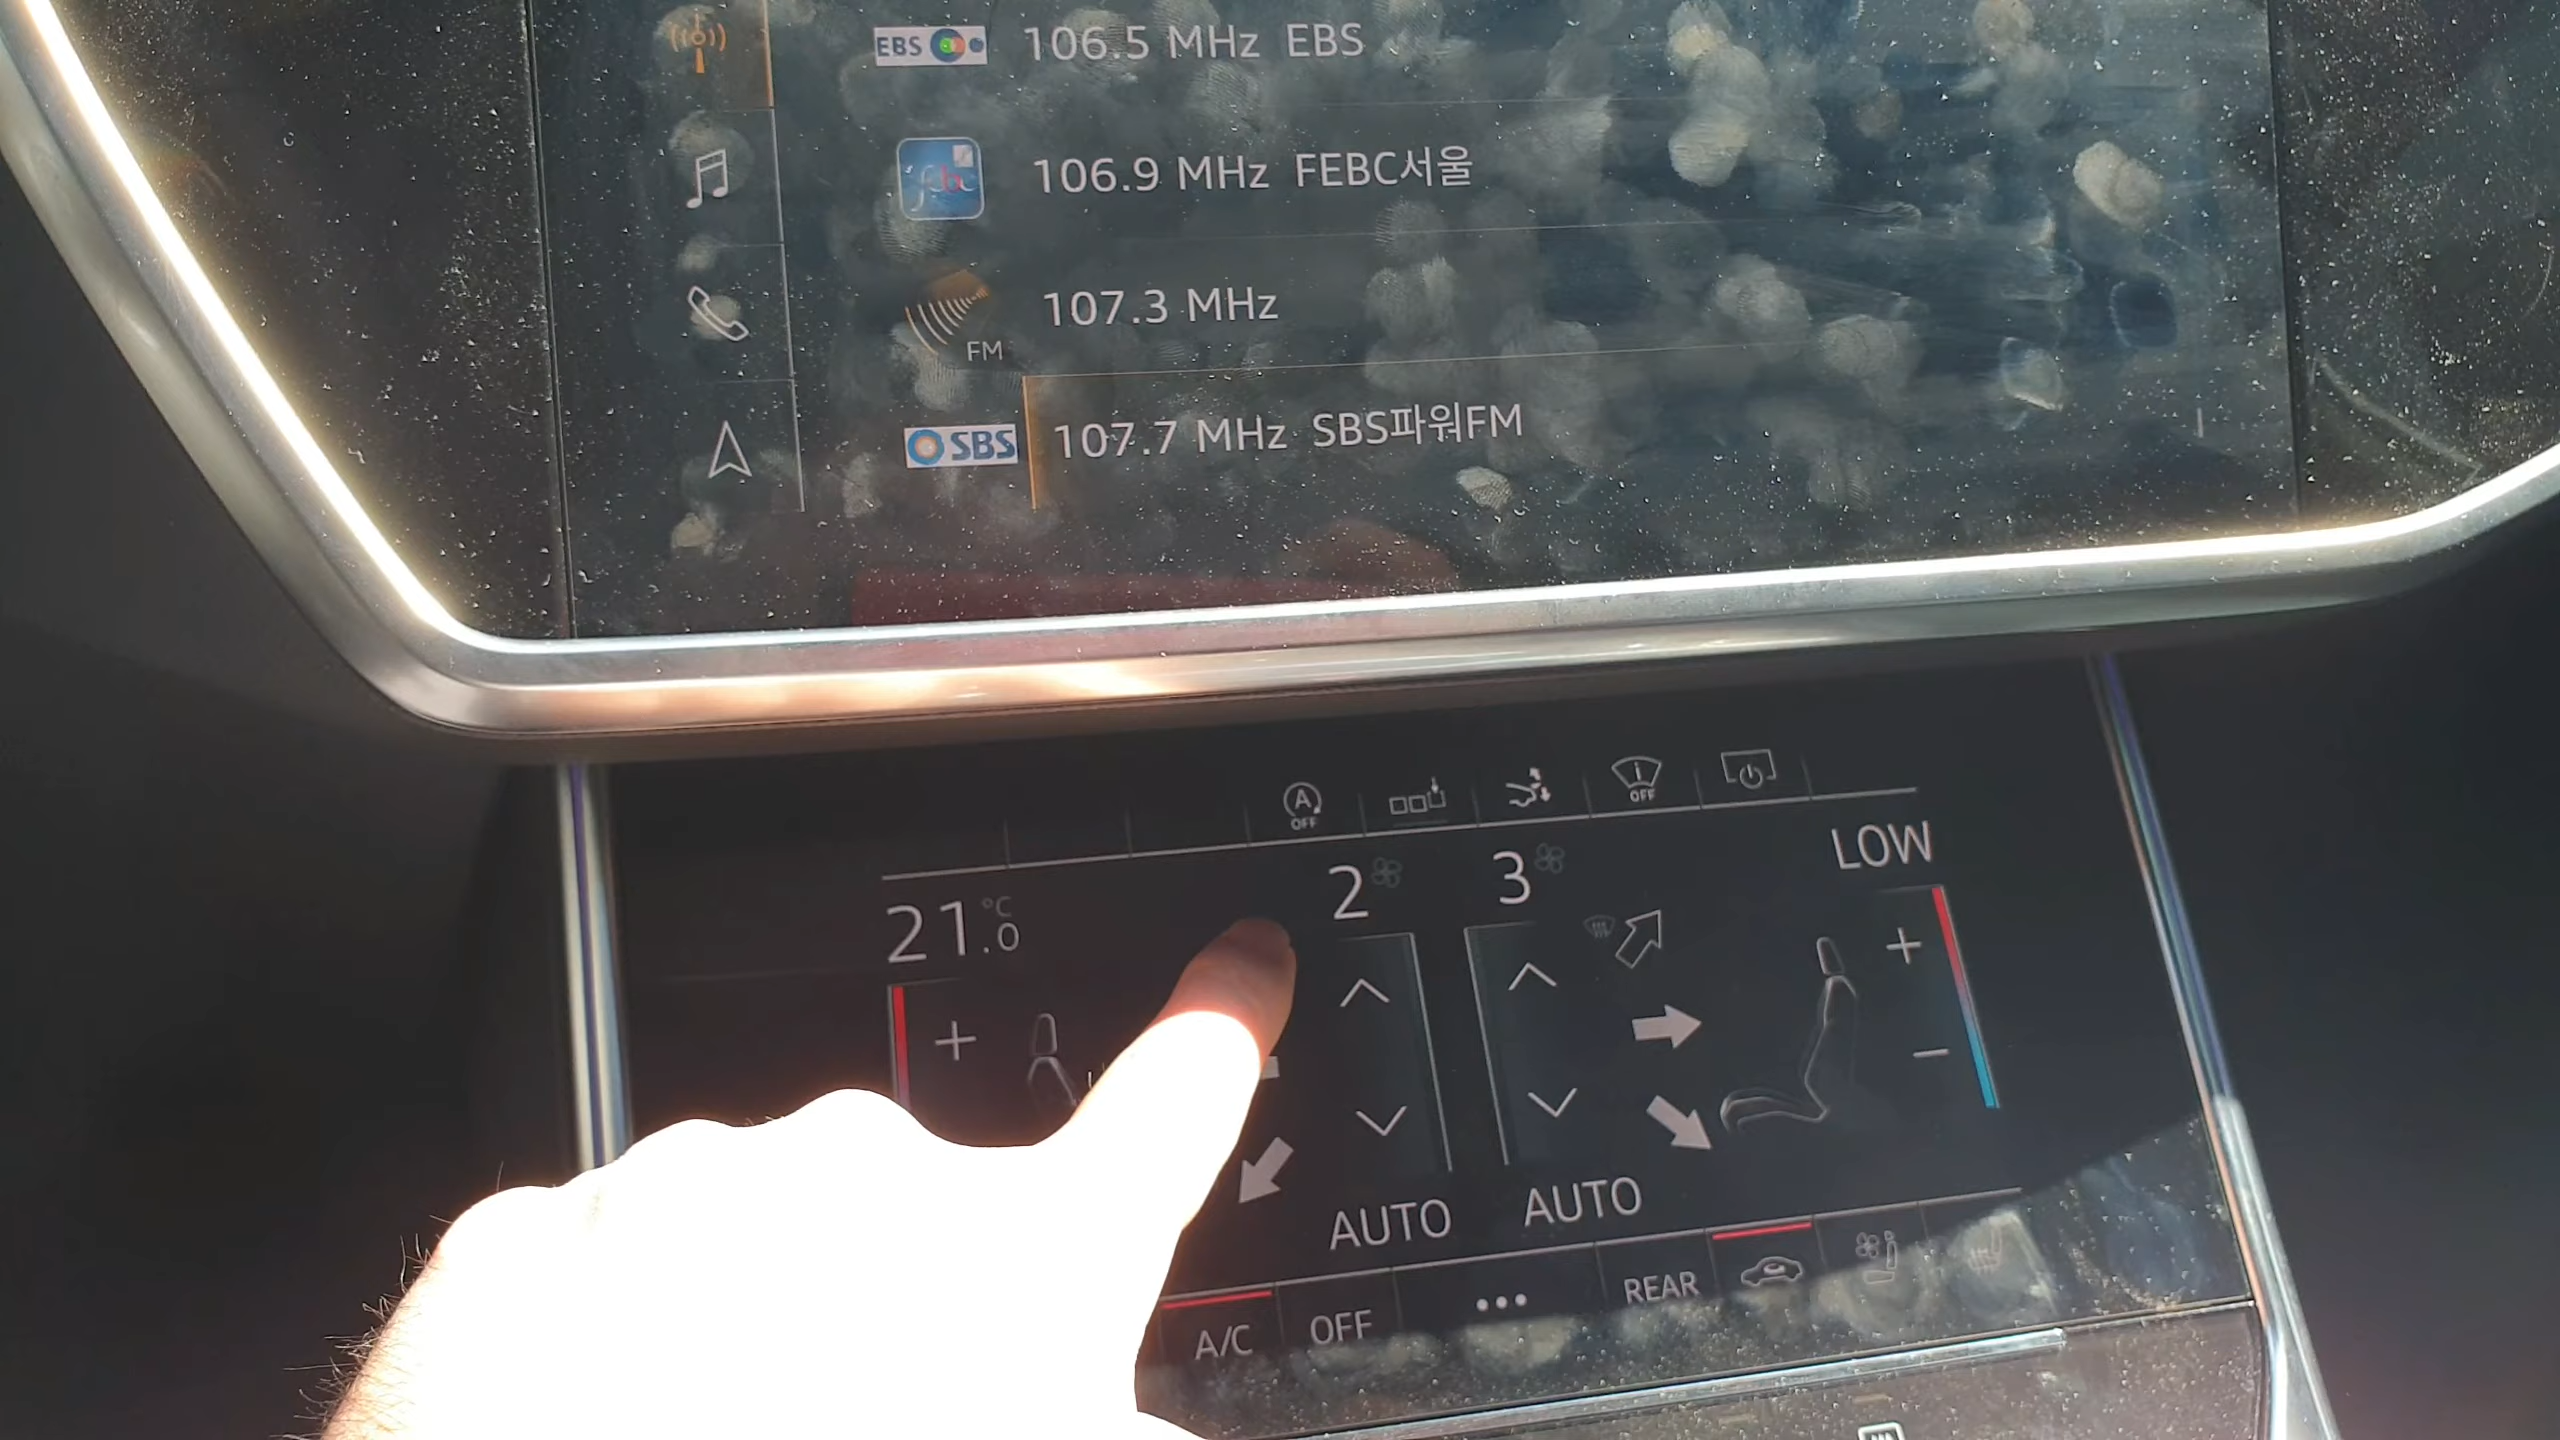 EBS 106.5 MHz EBS
106.9 MHz FEBC서울
107.3 MHz
FM
SBS 107.7 MHz SBS파워FM
A
OFF
OFF
21.0 °C
2
3
LOW
AUTO
AUTO
A/C
OFF
REAR